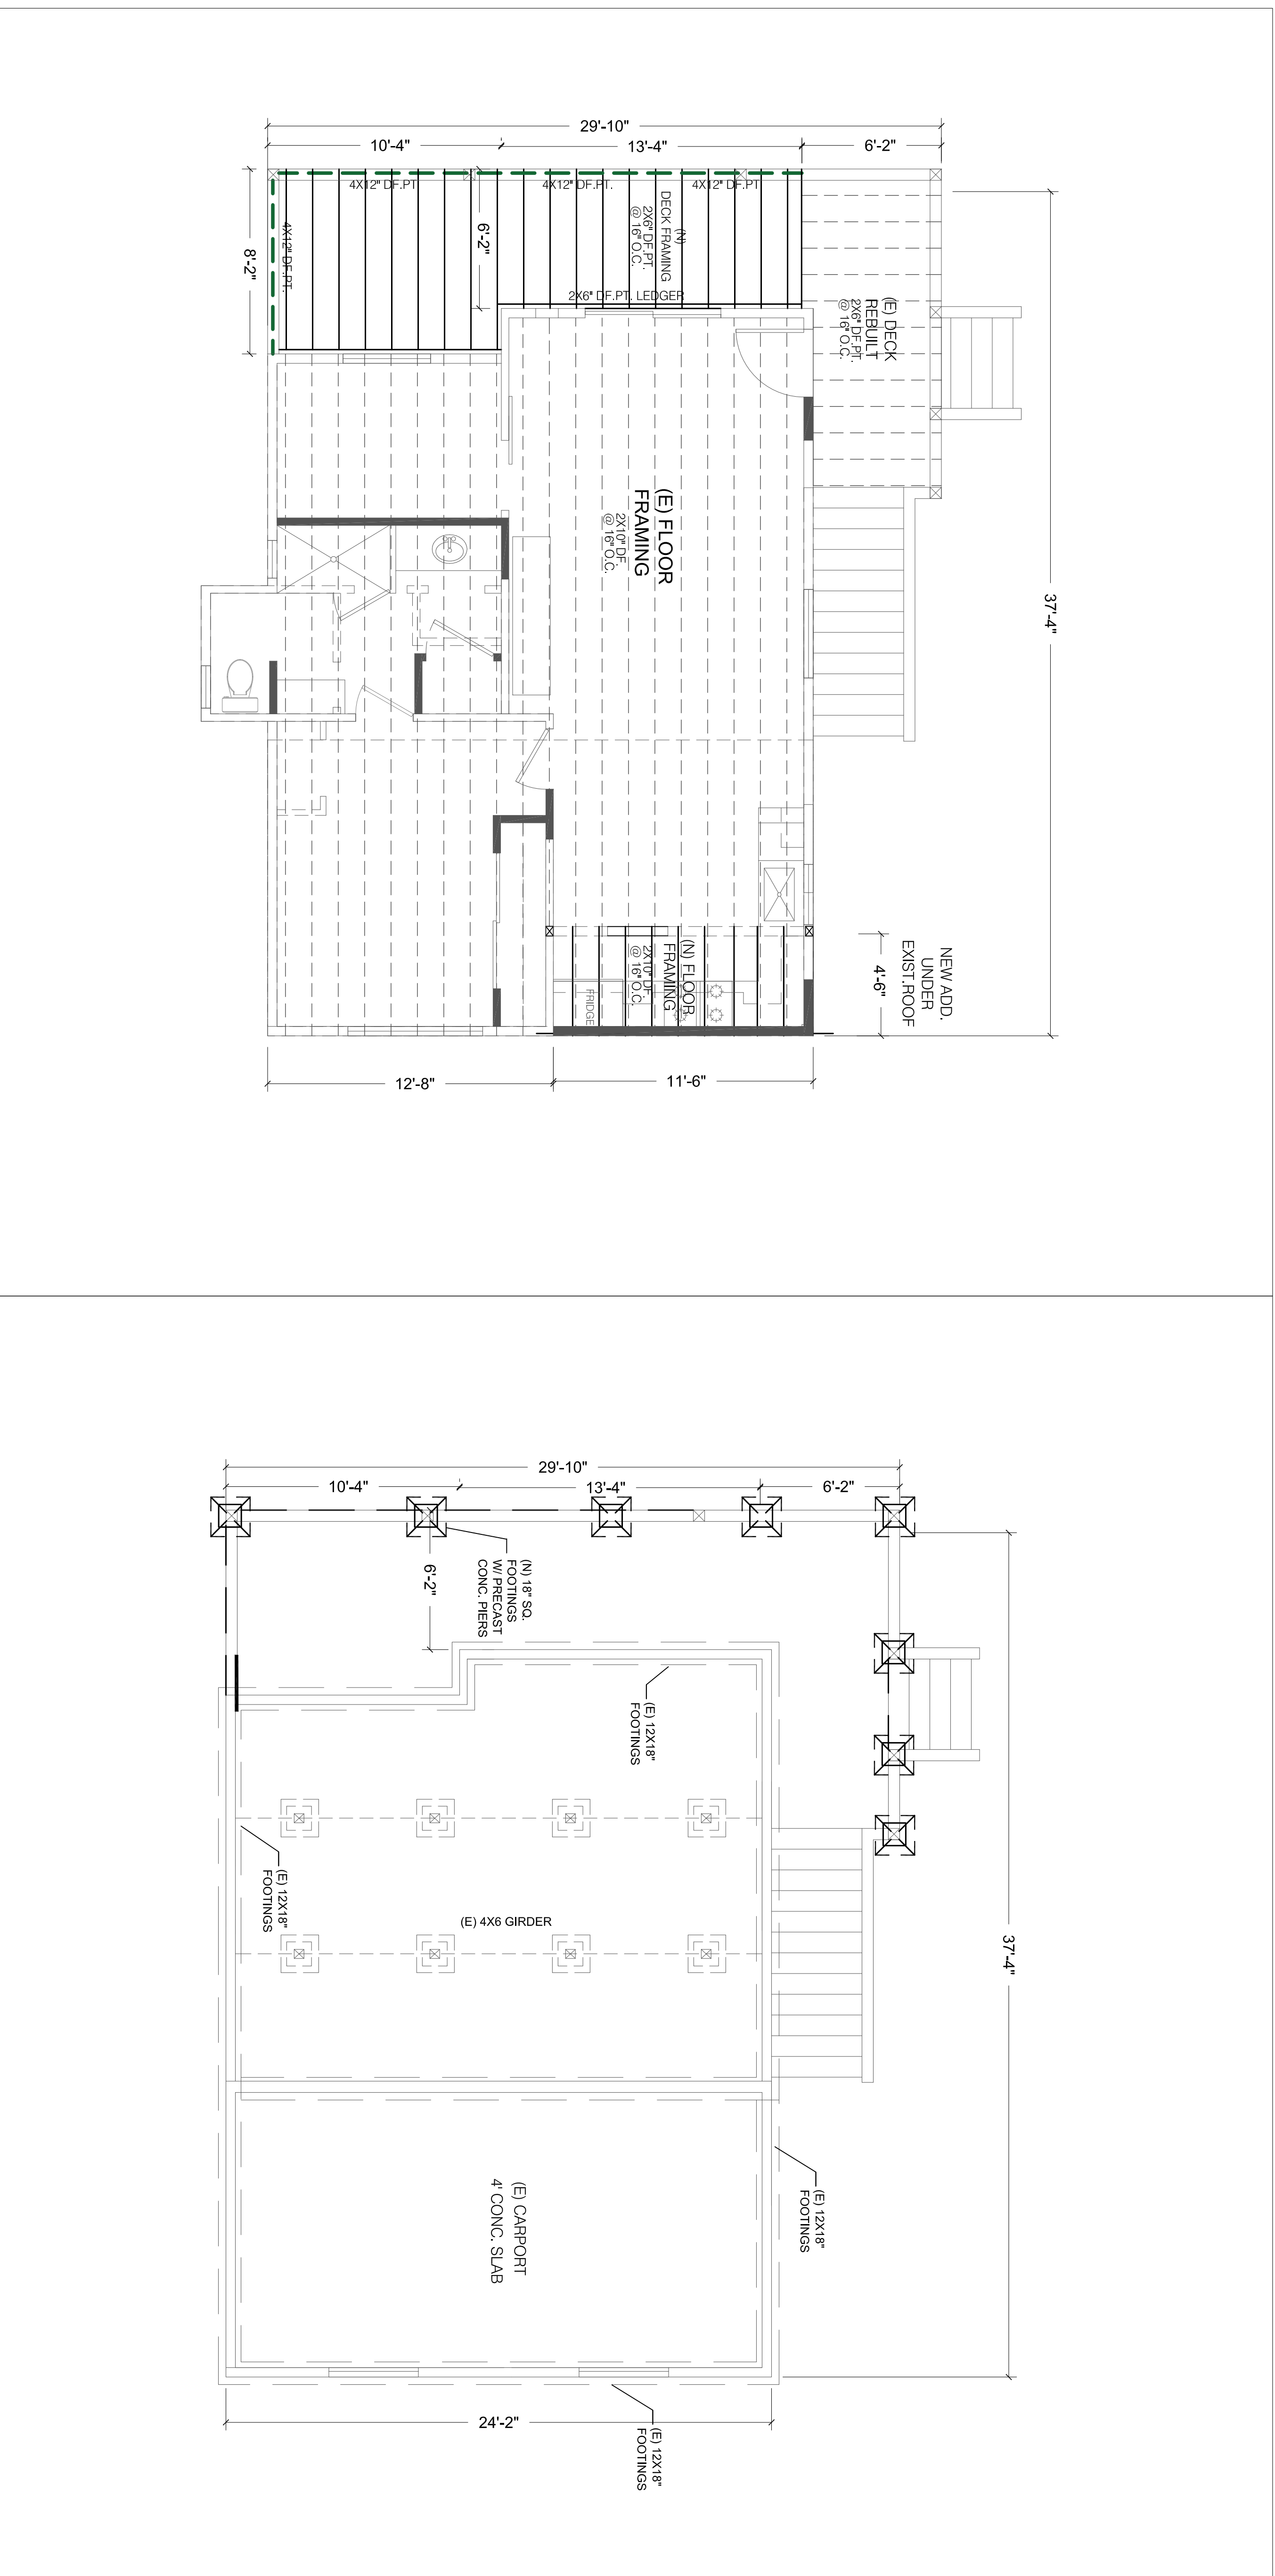 29'-10"
10'-4"
13'-4"
6'-2"
4X12" DF.PT
4X12" DF.PT.
4X12" DF.PT
4X12" DF.PT.
8'-2"
6'-2"
(N)
DECK FRAMING
2X6" DF.PT.
@ 16" O.C.
2X6" DF.PT. LEDGER
(E) DECK
REBUILT
2X6" DF.PT.
@ 16" O.C.
37'-4"
(E) FLOOR
FRAMING
2X10" DF.
@ 16" O.C.
(N) FLOOR
FRAMING
2X10" DF.
@ 16" O.C.
FRIDGE
4'-6"
NEW ADD.
UNDER
EXIST.ROOF
12'-8"
11'-6"
29'-10"
10'-4"
13'-4"
6'-2"
6'-2"
(N) 18" SQ.
FOOTINGS
W/ PRECAST
CONC. PIERS
(E) 12X18"
FOOTINGS
(E) 12X18"
FOOTINGS
(E) 4X6 GIRDER
37'-4"
(E) CARPORT
4' CONC. SLAB
(E) 12X18"
FOOTINGS
24'-2"
(E) 12X18"
FOOTINGS